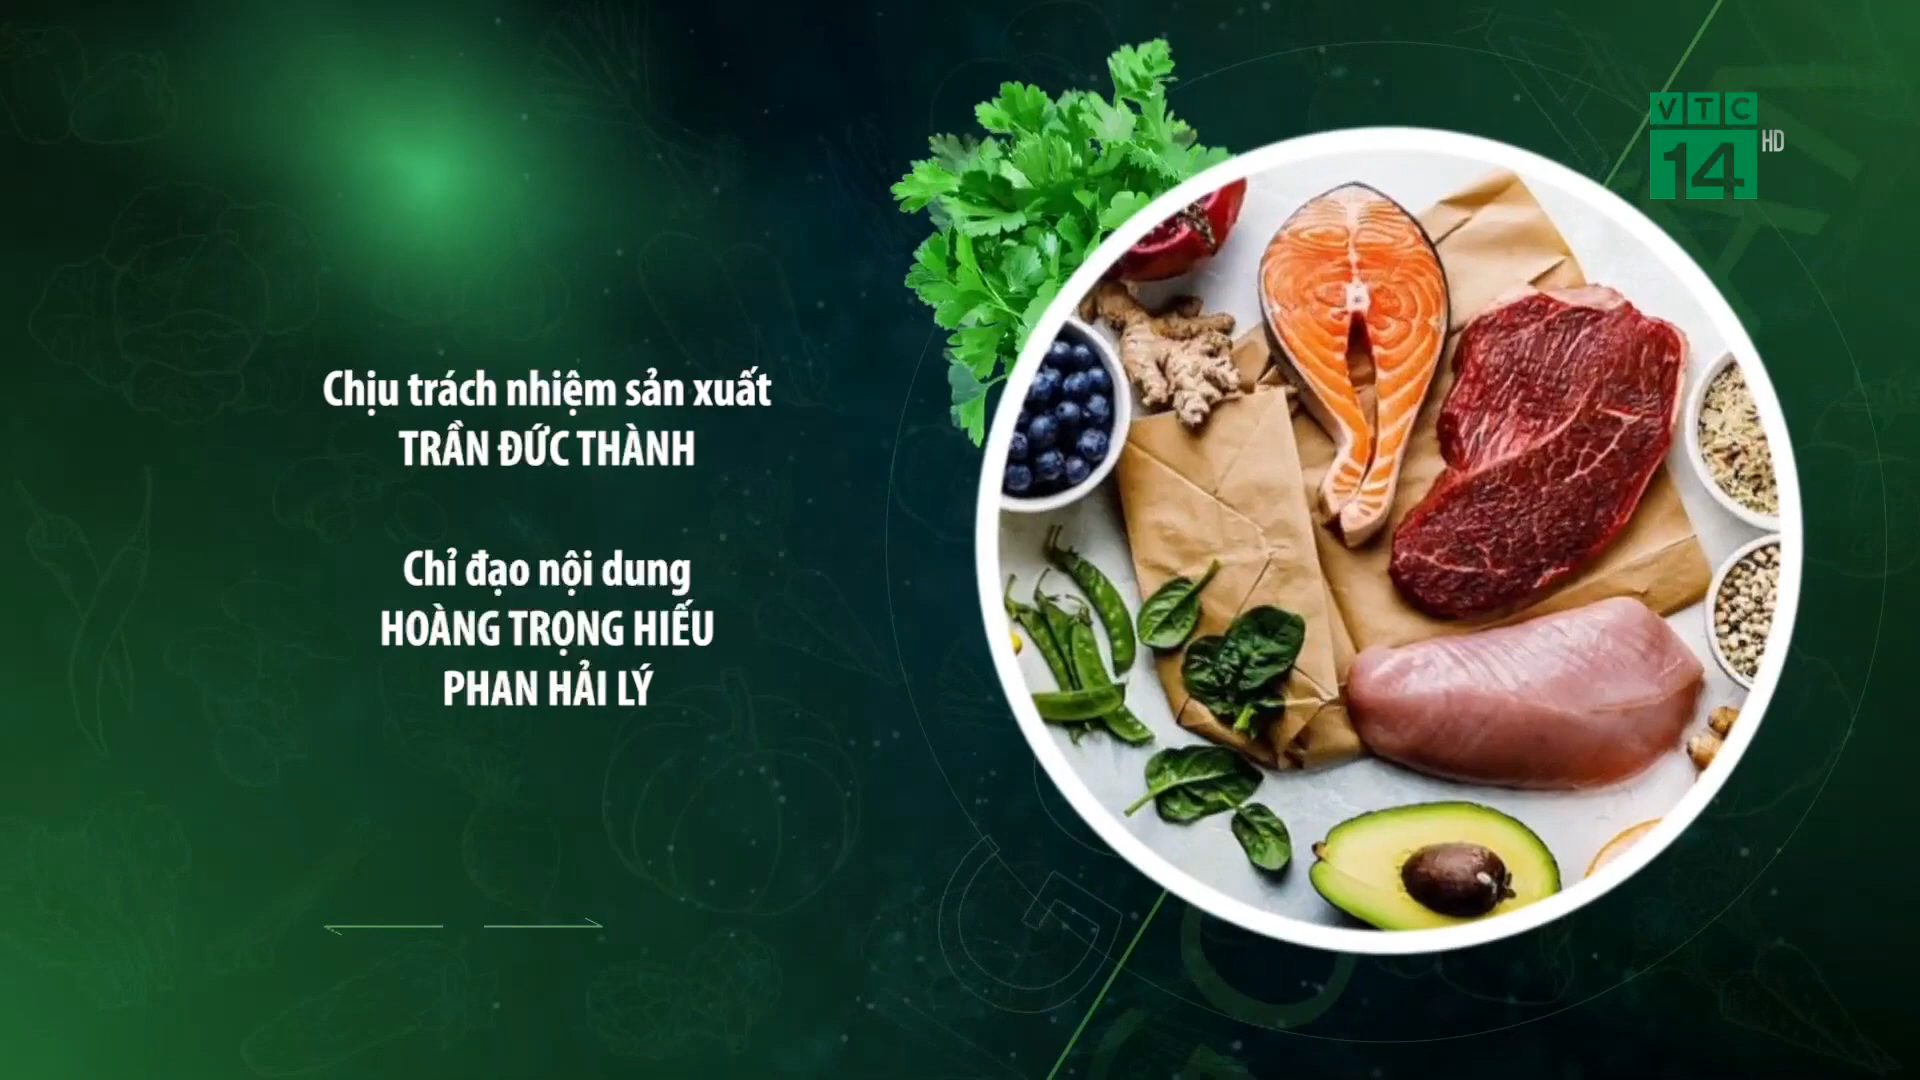 Chịu trách nhiệm sản xuất
TRẦN ĐỨC THÀNH
Chỉ đạo nội dung
HOÀNG TRỌNG HIẾU
PHAN HẢI LÝ
VTC
14 HD